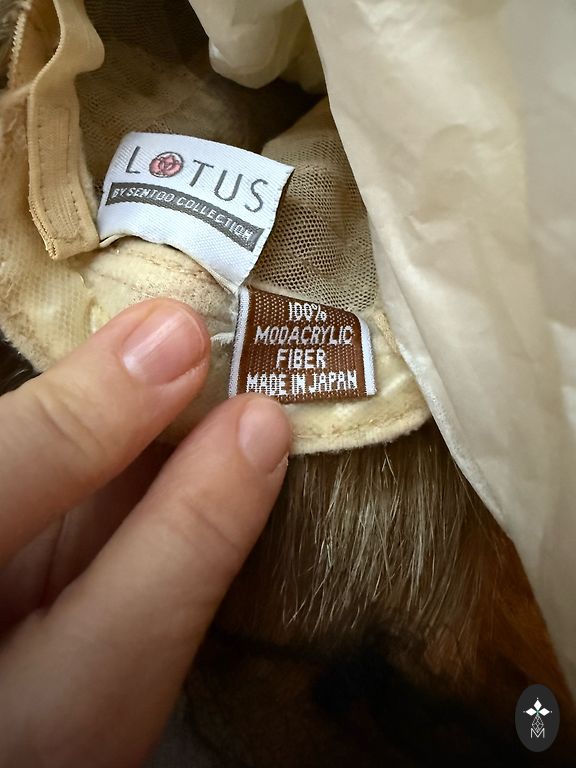 LOTUS
BY SENTOO COLLECTION
100%
MODACRYLIC
FIBER
MADE IN JAPAN
M